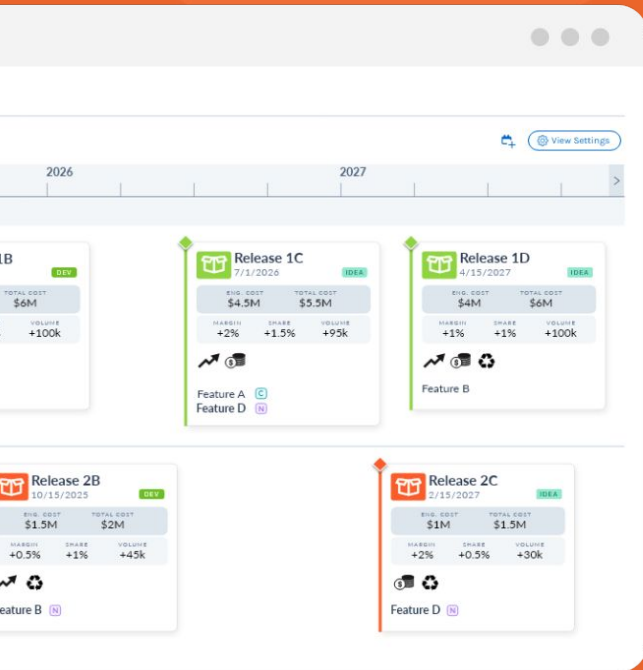 View Settings
2026 2027
1B
DEV
TOTAL COST
$6M
VOLUME
+100k
Release 1C
7/1/2026 IDEA
ENG. COST TOTAL COST
$4.5M $5.5M
MARGIN SHARE VOLUME
+2% +1.5% +95k
Feature A C
Feature D N
Release 1D
4/15/2027 IDEA
ENG. COST TOTAL COST
$4M $6M
MARGIN SHARE VOLUME
+1% +1% +100k
Feature B
Release 2B
10/15/2025 DEV
ENG. COST TOTAL COST
$1.5M $2M
MARGIN SHARE VOLUME
+0.5% +1% +45k
eature B N
Release 2C
2/15/2027 IDEA
ENG. COST TOTAL COST
$1M $1.5M
MARGIN SHARE VOLUME
+2% +0.5% +30k
Feature D N